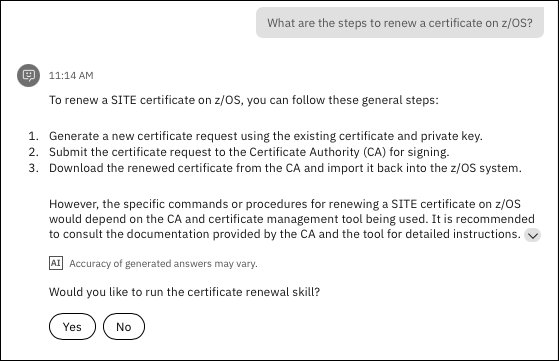 What are the steps to renew a certificate on z/OS?
11:14 AM
To renew a SITE certificate on z/OS, you can follow these general steps:
1. Generate a new certificate request using the existing certificate and private key.
2. Submit the certificate request to the Certificate Authority (CA) for signing.
3. Download the renewed certificate from the CA and import it back into the z/OS system.
However, the specific commands or procedures for renewing a SITE certificate on z/OS
would depend on the CA and certificate management tool being used. It is recommended
to consult the documentation provided by the CA and the tool for detailed instructions.
AI Accuracy of generated answers may vary.
Would you like to run the certificate renewal skill?
Yes No